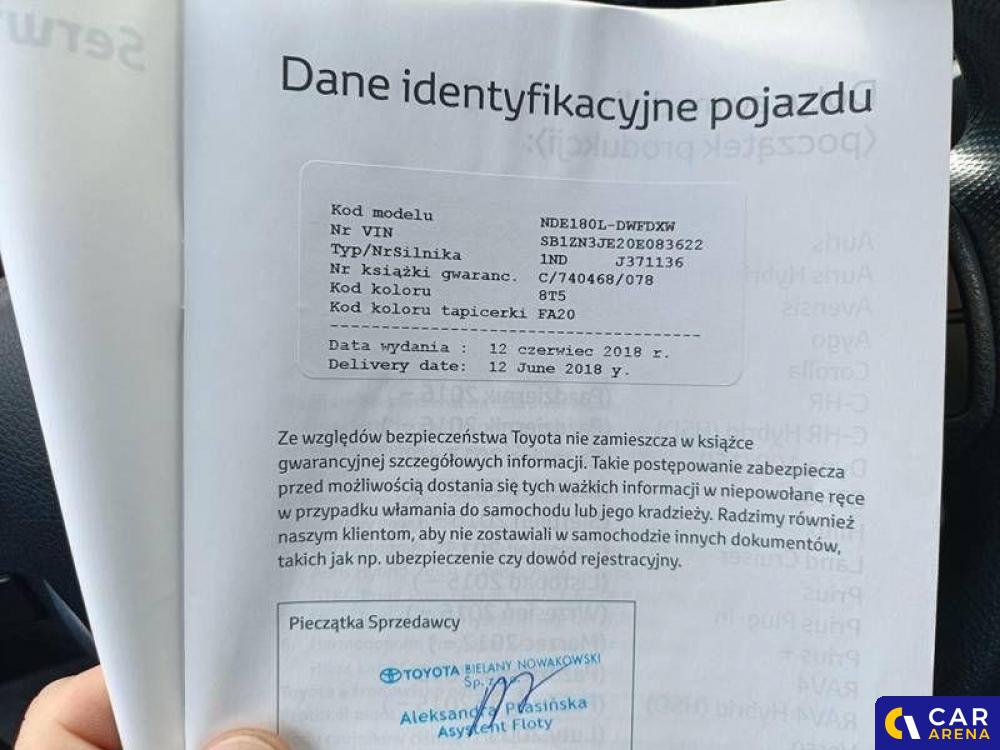 Dane identyfikacyjne pojazdu
Kod modelu NDE180L-DWFDXW
Nr VIN SB1ZN3JE20E083622
Typ/NrSilnika 1ND J371136
Nr książki gwaranc. C/740468/078
Kod koloru 8T5
Kod koloru tapicerki FA20
Data wydania : 12 czerwiec 2018 r.
Delivery date: 12 June 2018 y.
Ze względów bezpieczeństwa Toyota nie zamieszcza w książce
gwarancyjnej szczegółowych informacji. Takie postępowanie zabezpiecza
przed możliwością dostania się tych ważkich informacji w niepowołane ręce
w przypadku włamania do samochodu lub jego kradzieży. Radzimy również
naszym klientom, aby nie zostawiali w samochodzie innych dokumentów,
takich jak np. ubezpieczenie czy dowód rejestracyjny.
Pieczątka Sprzedawcy
TOYOTA BIELANY NOWAKOWSKI
Sp. z o.o.
Aleksandra Ptasińska
Asystent Floty
CAR
ARENA